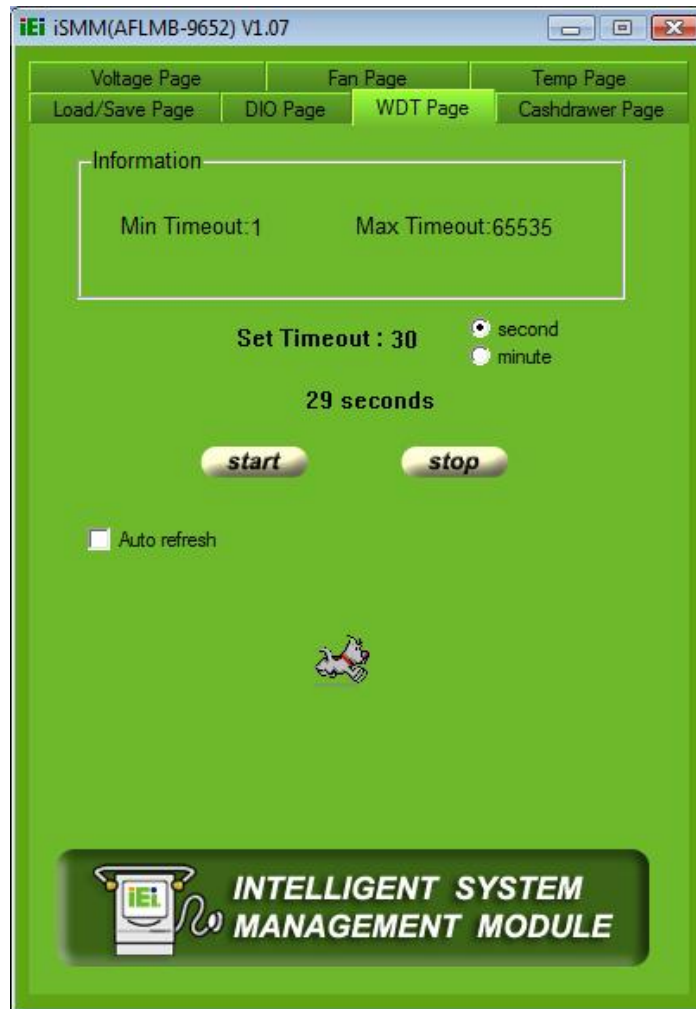 iEi iSMM(AFLMB-9652) V1.07
Voltage Page Fan Page Temp Page
Load/Save Page DIO Page WDT Page Cashdrawer Page
Information
Min Timeout:1 Max Timeout:65535
Set Timeout : 30
second
minute
29 seconds
start stop
Auto refresh
iEi
INTELLIGENT SYSTEM
MANAGEMENT MODULE